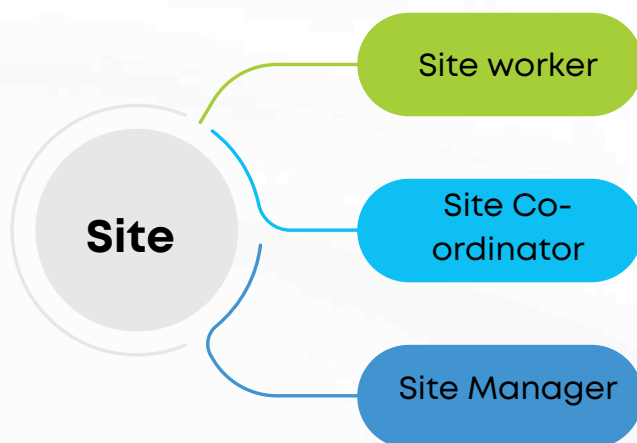 Site worker
Site Co-
ordinator
Site
Site Manager